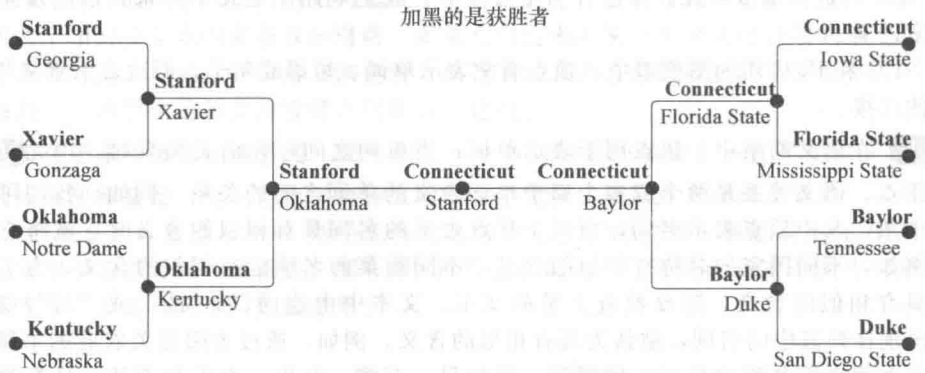 加黑的是获胜者
Stanford
Georgia
Stanford
Xavier
Xavier
Gonzaga
Stanford
Oklahoma
Oklahoma
Notre Dame
Oklahoma
Kentucky
Kentucky
Nebraska
Connecticut
Stanford
Connecticut
Iowa State
Connecticut
Florida State
Florida State
Mississippi State
Connecticut
Baylor
Baylor
Tennessee
Baylor
Duke
Duke
San Diego State